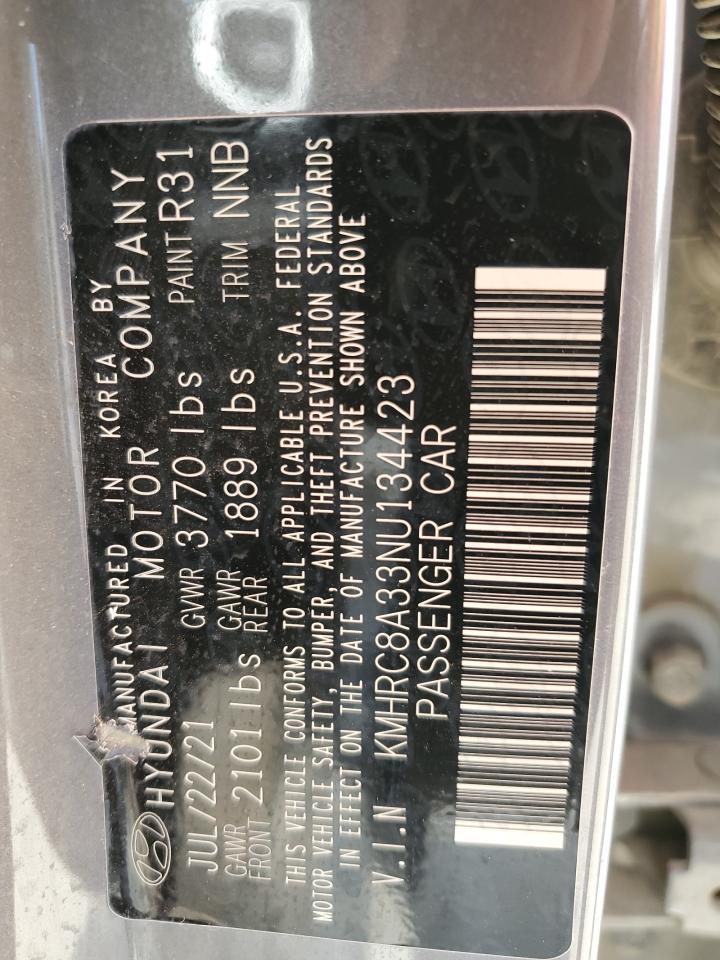 MANUFACTURED IN KOREA BY
HYUNDAI MOTOR COMPANY
JUL/22/21 GVWR 3770 lbs PAINT R31
GAWR FRONT 2101 lbs GAWR REAR 1889 lbs TRIM NNB
THIS VEHICLE CONFORMS TO ALL APPLICABLE U.S.A. FEDERAL
MOTOR VEHICLE SAFETY, BUMPER, AND THEFT PREVENTION STANDARDS
IN EFFECT ON THE DATE OF MANUFACTURE SHOWN ABOVE
V.I.N KMHRC8A33NU134423
PASSENGER CAR